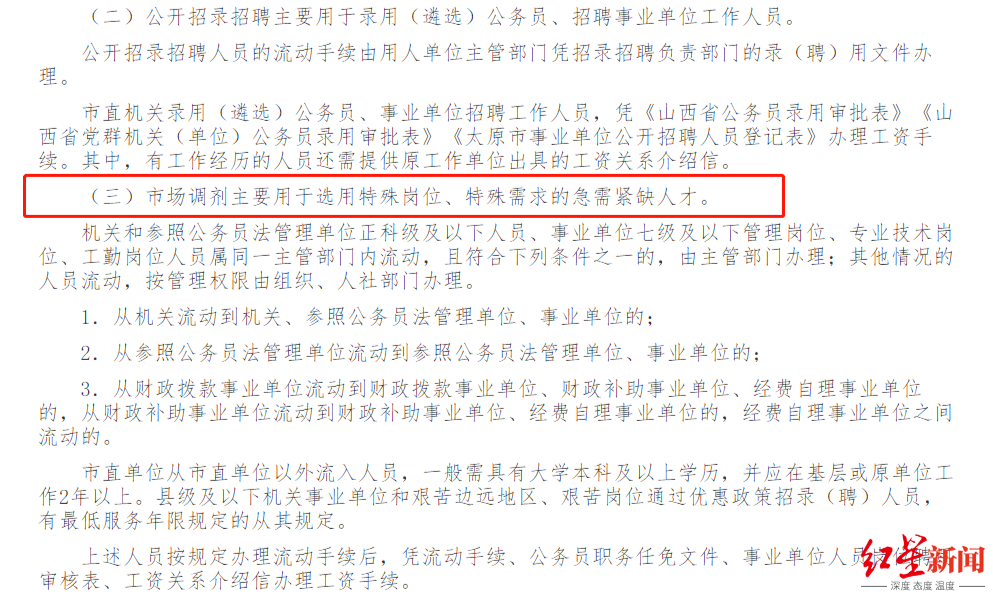 （二）公开招录招聘主要用于录用（遴选）公务员、招聘事业单位工作人员。
公开招录招聘人员的流动手续由用人单位主管部门凭招录招聘负责部门的录（聘）用文件办
理。
市直机关录用（遴选）公务员、事业单位招聘工作人员，凭《山西省公务员录用审批表》《山
西省党群机关（单位）公务员录用审批表》《太原市事业单位公开招聘人员登记表》办理工资手
续。其中，有工作经历的人员还需提供原工作单位出具的工资关系介绍信。
（三）市场调剂主要用于选用特殊岗位、特殊需求的急需紧缺人才。
机关和参照公务员法管理单位正科级及以下人员、事业单位七级及以下管理岗位、专业技术岗
位、工勤岗位人员属同一主管部门内流动，且符合下列条件之一的，由主管部门办理；其他情况的
人员流动，按管理权限由组织、人社部门办理。
1．从机关流动到机关、参照公务员法管理单位、事业单位的；
2．从参照公务员法管理单位流动到参照公务员法管理单位、事业单位的；
3．从财政拨款事业单位流动到财政拨款事业单位、财政补助事业单位、经费自理事业单位
的，从财政补助事业单位流动到财政补助事业单位、经费自理事业单位的，经费自理事业单位之间
流动的。
市直单位从市直单位以外流入人员，一般需具有大学本科及以上学历，并应在基层或原单位工
作2年以上。县级及以下机关事业单位和艰苦边远地区、艰苦岗位通过优惠政策招录（聘）人员，
有最低服务年限规定的从其规定。
上述人员按规定办理流动手续后，凭流动手续、公务员职务任免文件、事业单位人员岗位聘
审核表、工资关系介绍信办理工资手续。
红星新闻
深度 态度 温度